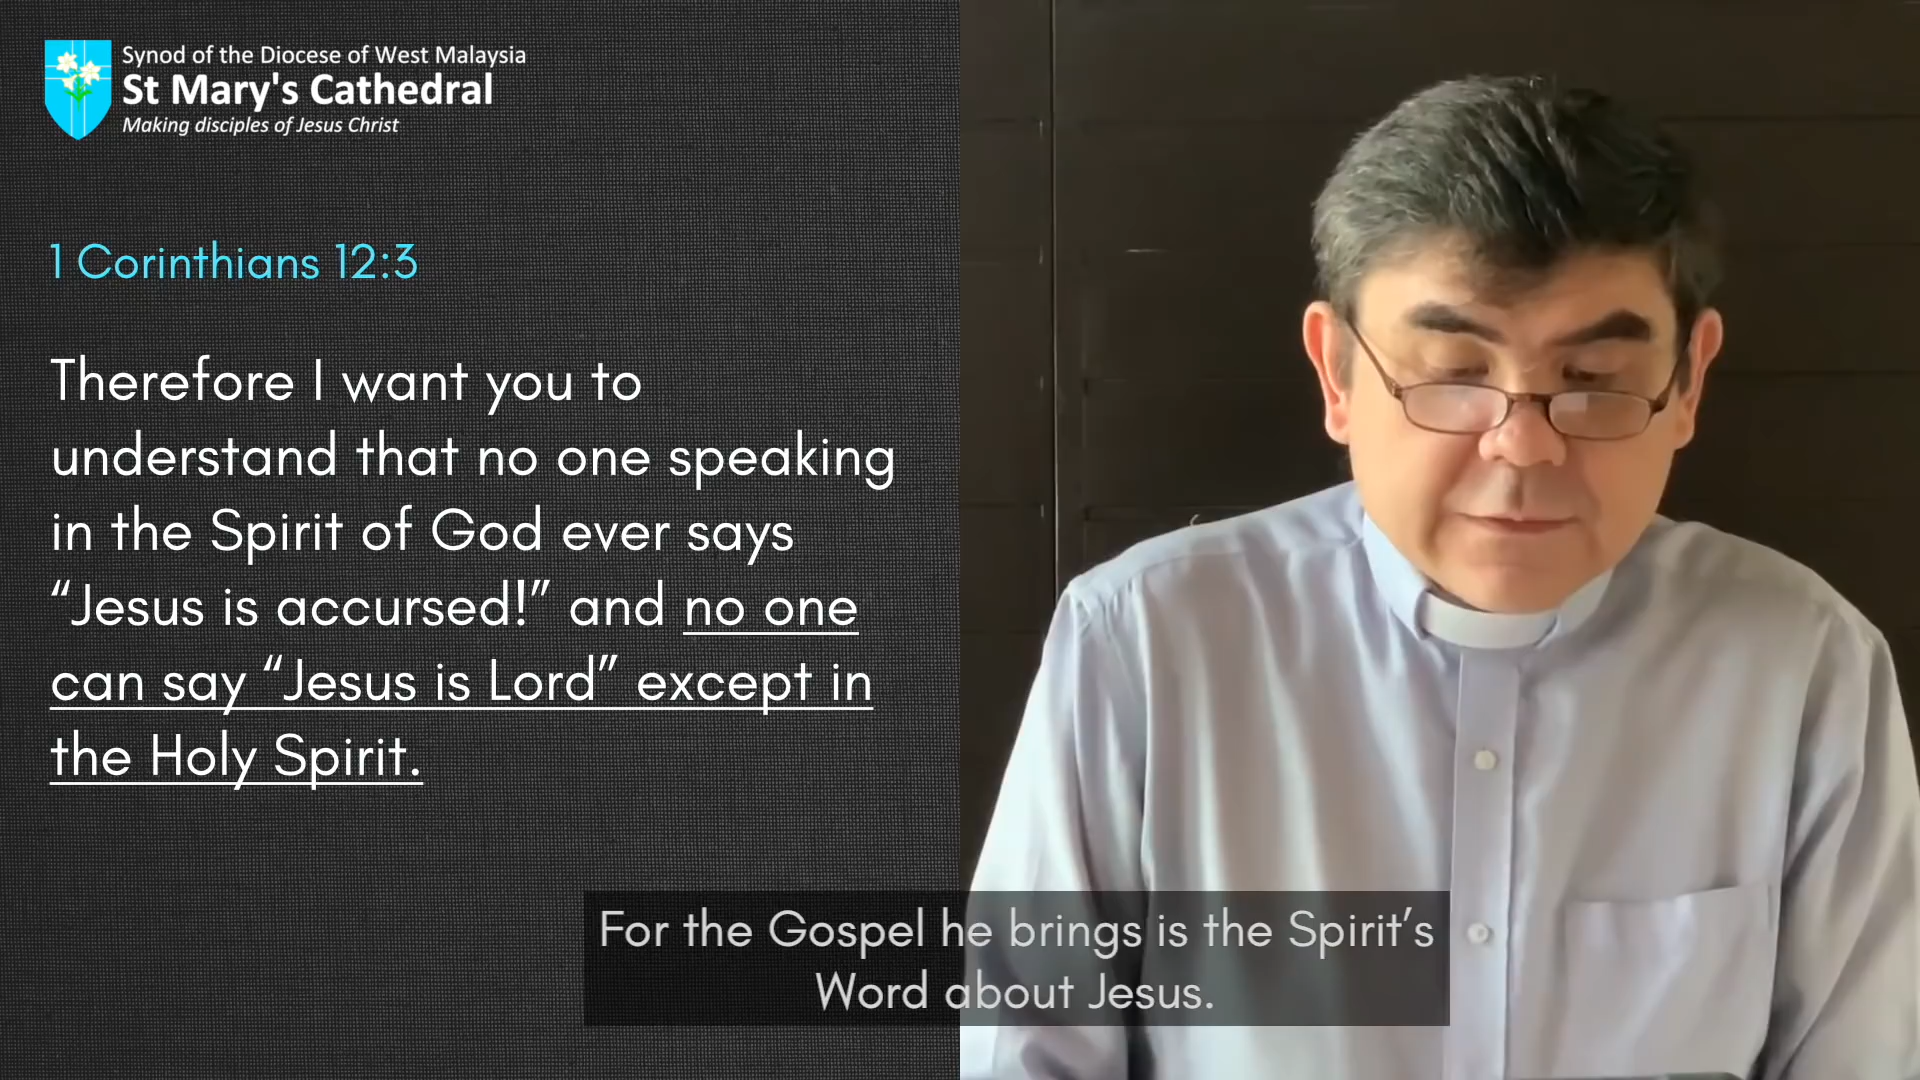 Synod of the Diocese of West Malaysia
St Mary's Cathedral
Making disciples of Jesus Christ
1 Corinthians 12:3
Therefore I want you to
understand that no one speaking
in the Spirit of God ever says
“Jesus is accursed!” and no one
can say “Jesus is Lord” except in
the Holy Spirit.
For the Gospel he brings is the Spirit’s
Word about Jesus.